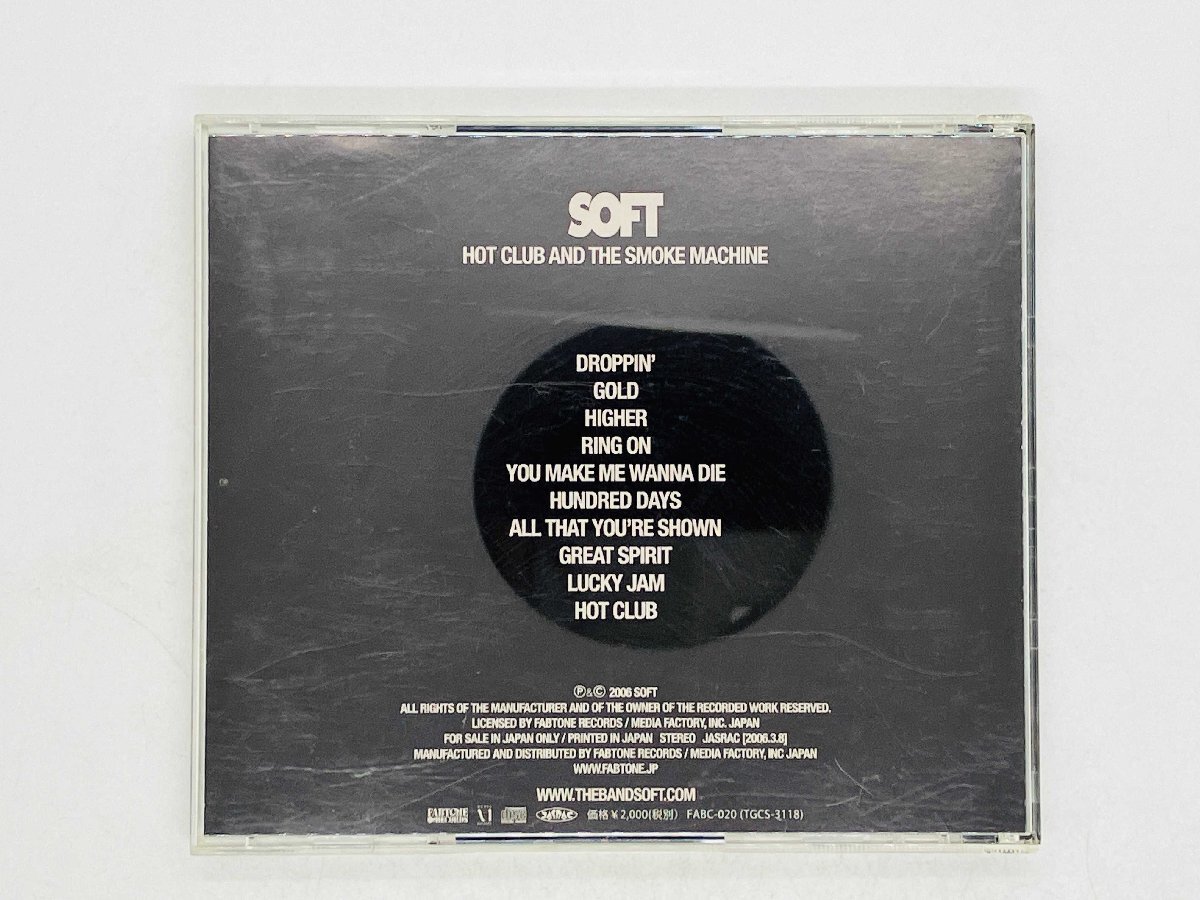 SOFT
HOT CLUB AND THE SMOKE MACHINE
DROPPIN'
GOLD
HIGHER
RING ON
YOU MAKE ME WANNA DIE
HUNDRED DAYS
ALL THAT YOU'RE SHOWN
GREAT SPIRIT
LUCKY JAM
HOT CLUB
Ⓟ&© 2006 SOFT
ALL RIGHTS OF THE MANUFACTURER AND OF THE OWNER OF THE RECORDED WORK RESERVED.
LICENSED BY FABTONE RECORDS / MEDIA FACTORY, INC. JAPAN
FOR SALE IN JAPAN ONLY / PRINTED IN JAPAN STEREO JASRAC [2006.3.8]
MANUFACTURED AND DISTRIBUTED BY FABTONE RECORDS / MEDIA FACTORY, INC JAPAN
WWW.FABTONE.JP
WWW.THEBANDSOFT.COM
FABTONE JASRAC 価格¥2,000(税別) FABC-020 (TGCS-3118)